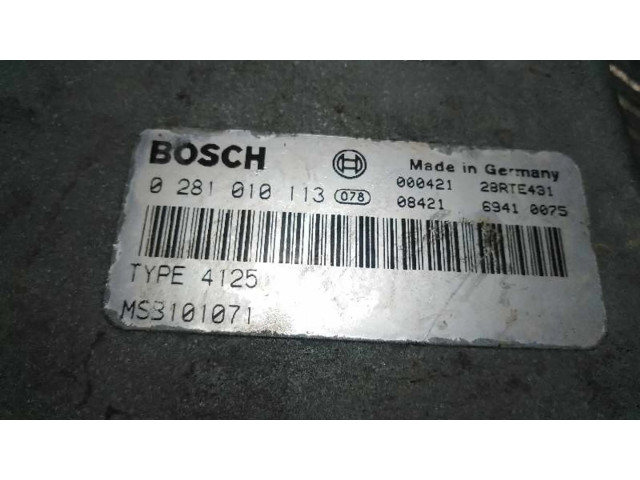 BOSCH Made in Germany
0 281 010 113 078 000421 28RTE431
08421 6941 0075
TYPE 4125
MS3101071